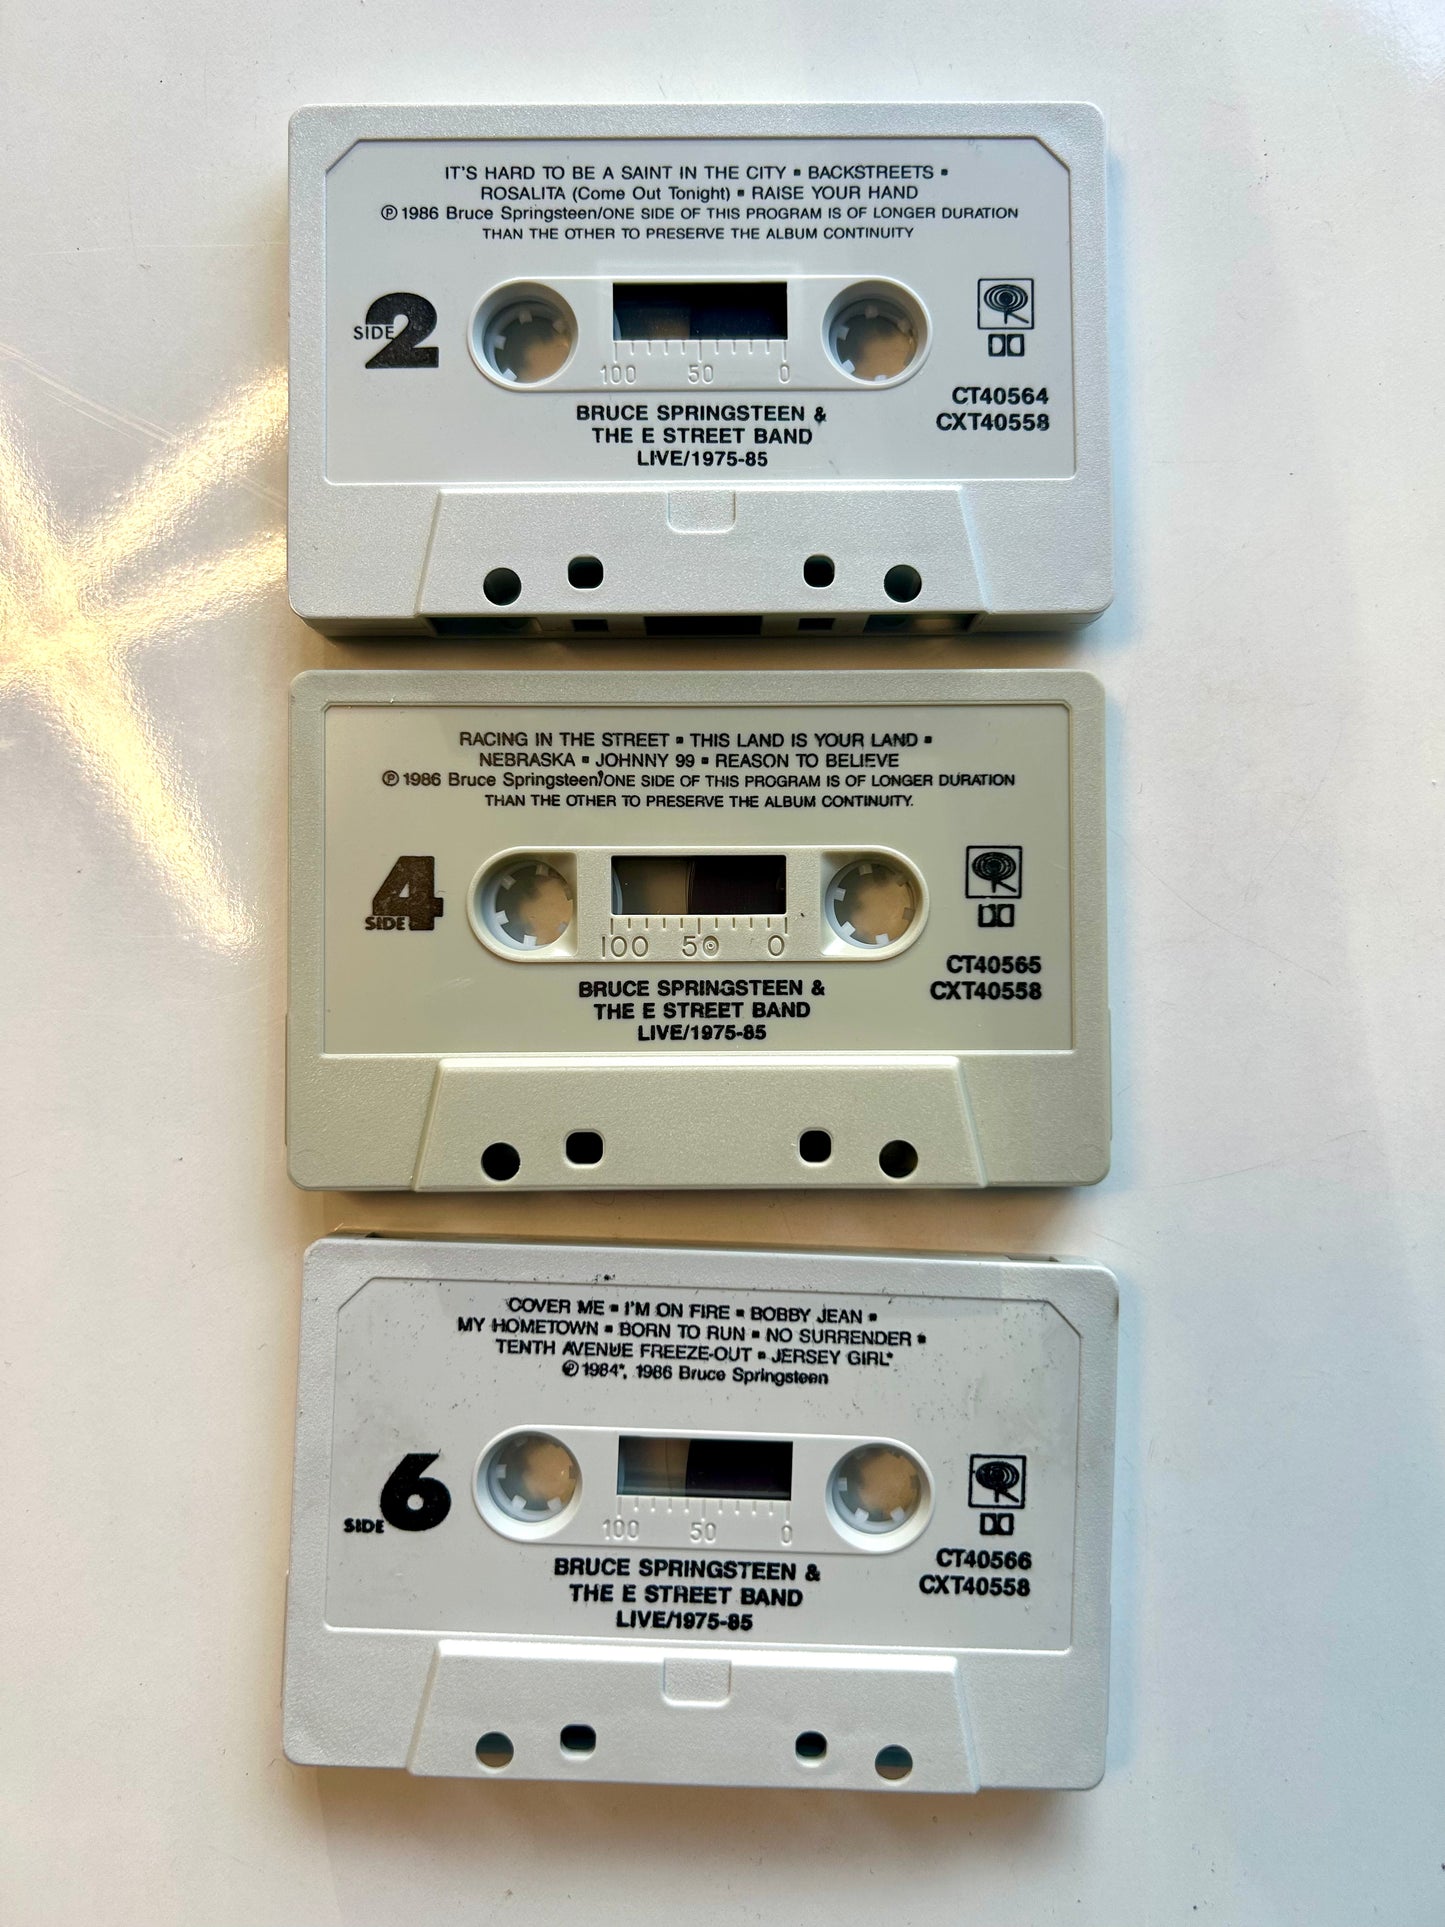 IT'S HARD TO BE A SAINT IN THE CITY ▪ BACKSTREETS ▪
ROSALITA (Come Out Tonight) ▪ RAISE YOUR HAND
℗ 1986 Bruce Springsteen/ONE SIDE OF THIS PROGRAM IS OF LONGER DURATION
THAN THE OTHER TO PRESERVE THE ALBUM CONTINUITY
SIDE 2
100 50 0
CT40564
CXT40558
BRUCE SPRINGSTEEN &
THE E STREET BAND
LIVE/1975-85
RACING IN THE STREET ▪ THIS LAND IS YOUR LAND ▪
NEBRASKA ▪ JOHNNY 99 ▪ REASON TO BELIEVE
℗ 1986 Bruce Springsteen/ONE SIDE OF THIS PROGRAM IS OF LONGER DURATION
THAN THE OTHER TO PRESERVE THE ALBUM CONTINUITY.
SIDE 4
100 50 0
CT40565
CXT40558
BRUCE SPRINGSTEEN &
THE E STREET BAND
LIVE/1975-85
COVER ME ▪ I'M ON FIRE ▪ BOBBY JEAN ▪
MY HOMETOWN ▪ BORN TO RUN ▪ NO SURRENDER ▪
TENTH AVENUE FREEZE-OUT ▪ JERSEY GIRL*
℗ 1984*, 1986 Bruce Springsteen
SIDE 6
100 50 0
CT40566
CXT40558
BRUCE SPRINGSTEEN &
THE E STREET BAND
LIVE/1975-85